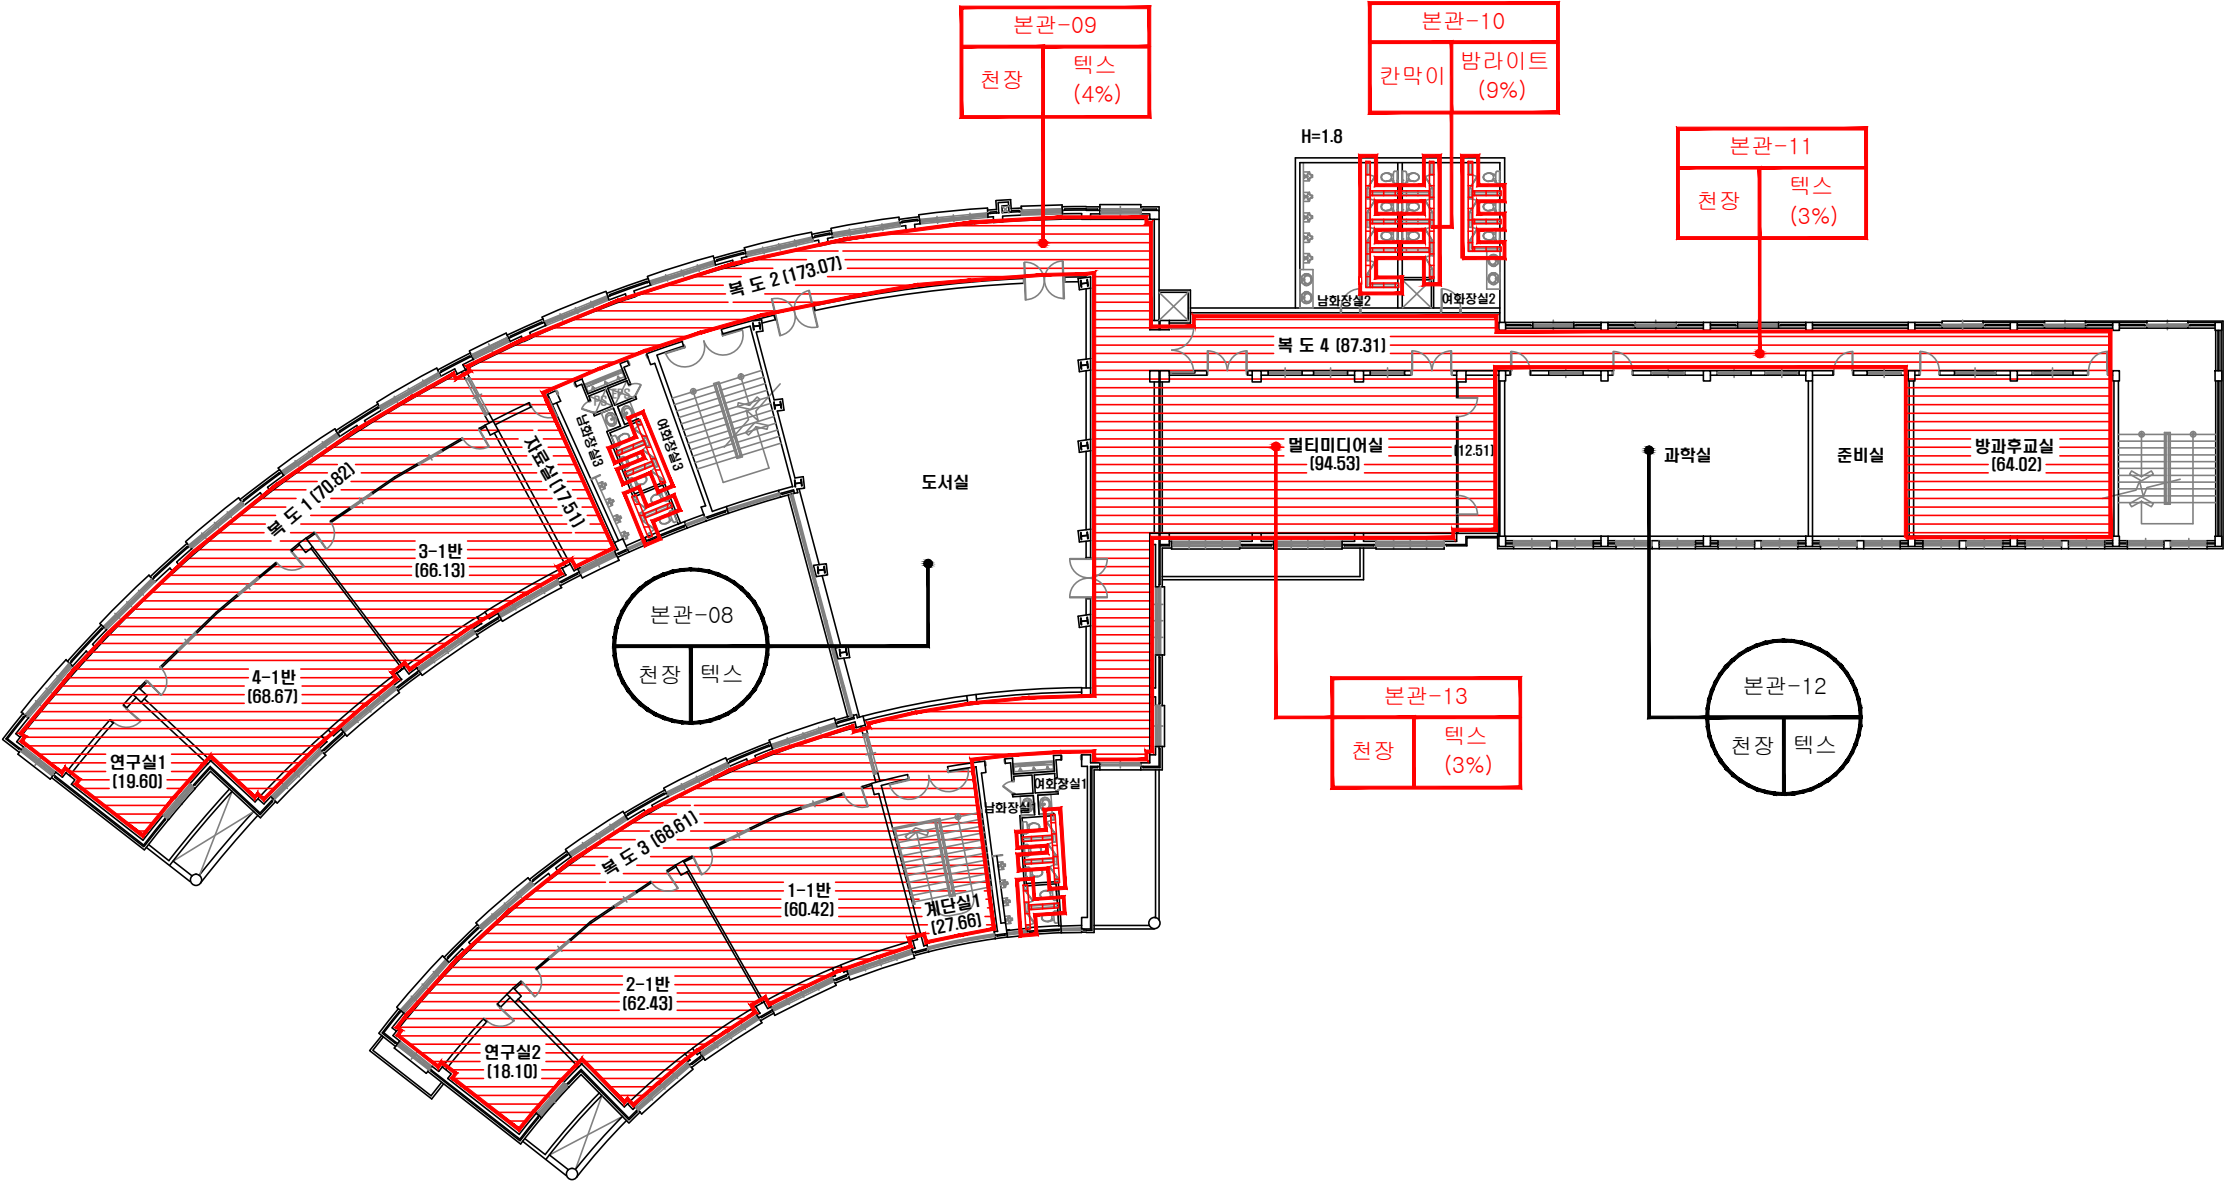 본관-09
천장
텍스
(4%)
본관-10
칸막이
밤라이트
(9%)
H=1.8
본관-11
천장
텍스
(3%)
복 도 2 (173.07)
남화장실2
여화장실2
복 도 4 (87.31)
남화장실3
여화장실3
자료실 (17.51)
복 도 1 (70.82)
3-1반
(66.13)
4-1반
(68.67)
연구실1
(19.60)
도서실
멀티미디어실
(94.53)
(12.51)
과학실
준비실
방과후교실
(64.02)
본관-08
천장
텍스
본관-13
천장
텍스
(3%)
본관-12
천장
텍스
여화장실1
남화장실1
복 도 3 (68.61)
1-1반
(60.42)
계단실1
(27.66)
2-1반
(62.43)
연구실2
(18.10)